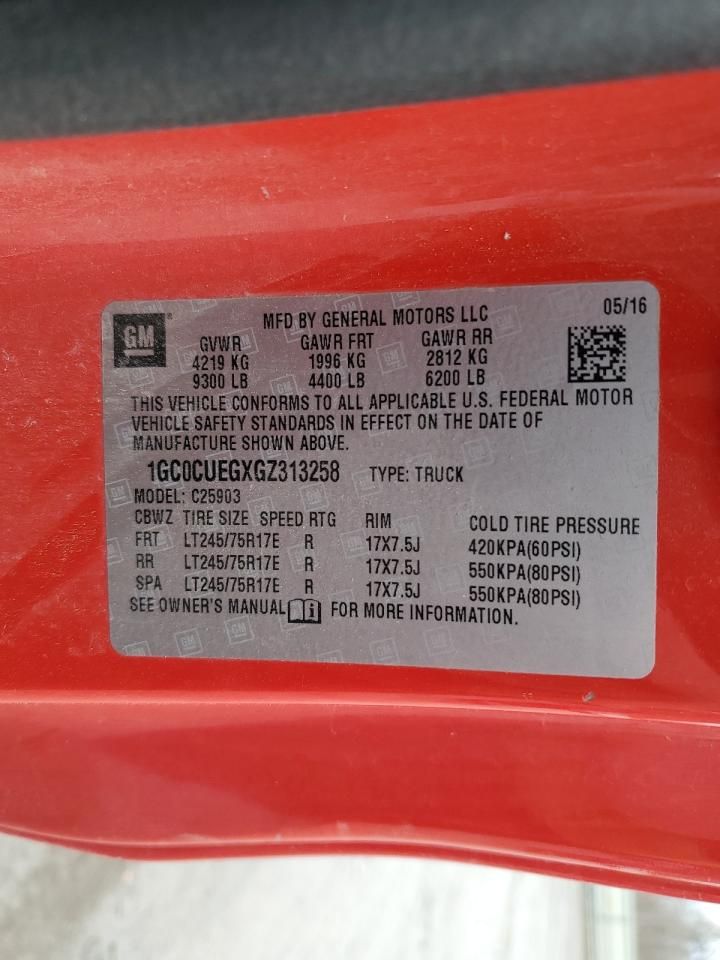 GM ®
MFD BY GENERAL MOTORS LLC 05/16
GVWR GAWR FRT GAWR RR
4219 KG 1996 KG 2812 KG
9300 LB 4400 LB 6200 LB
THIS VEHICLE CONFORMS TO ALL APPLICABLE U.S. FEDERAL MOTOR
VEHICLE SAFETY STANDARDS IN EFFECT ON THE DATE OF
MANUFACTURE SHOWN ABOVE.
1GC0CUEGXGZ313258 TYPE: TRUCK
MODEL: C25903
CBWZ TIRE SIZE SPEED RTG RIM COLD TIRE PRESSURE
FRT LT245/75R17E R 17X7.5J 420KPA(60PSI)
RR LT245/75R17E R 17X7.5J 550KPA(80PSI)
SPA LT245/75R17E R 17X7.5J 550KPA(80PSI)
SEE OWNER'S MANUAL FOR MORE INFORMATION.